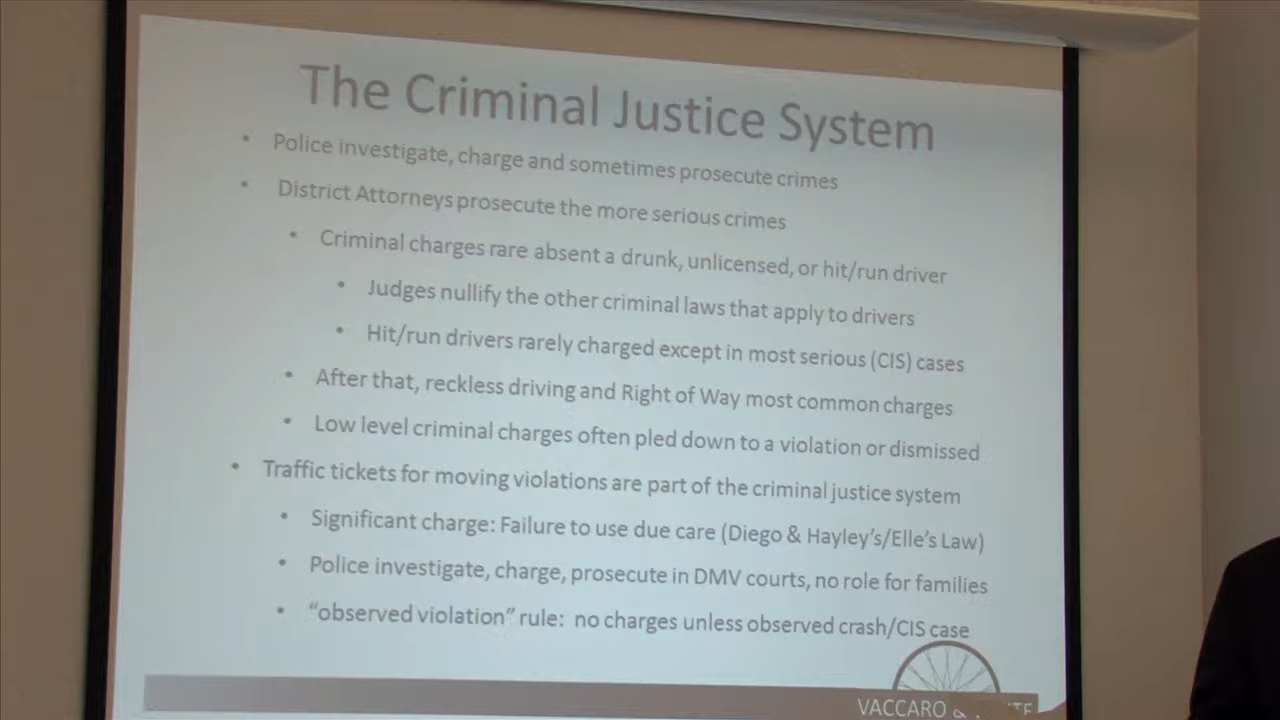 The Criminal Justice System
• Police investigate, charge and sometimes prosecute crimes
• District Attorneys prosecute the more serious crimes
• Criminal charges rare absent a drunk, unlicensed, or hit/run driver
• Judges nullify the other criminal laws that apply to drivers
• Hit/run drivers rarely charged except in most serious (CIS) cases
• After that, reckless driving and Right of Way most common charges
• Low level criminal charges often pled down to a violation or dismissed
• Traffic tickets for moving violations are part of the criminal justice system
• Significant charge: Failure to use due care (Diego & Hayley's/Elle's Law)
• Police investigate, charge, prosecute in DMV courts, no role for families
• “observed violation” rule: no charges unless observed crash/CIS case
VACCARO &